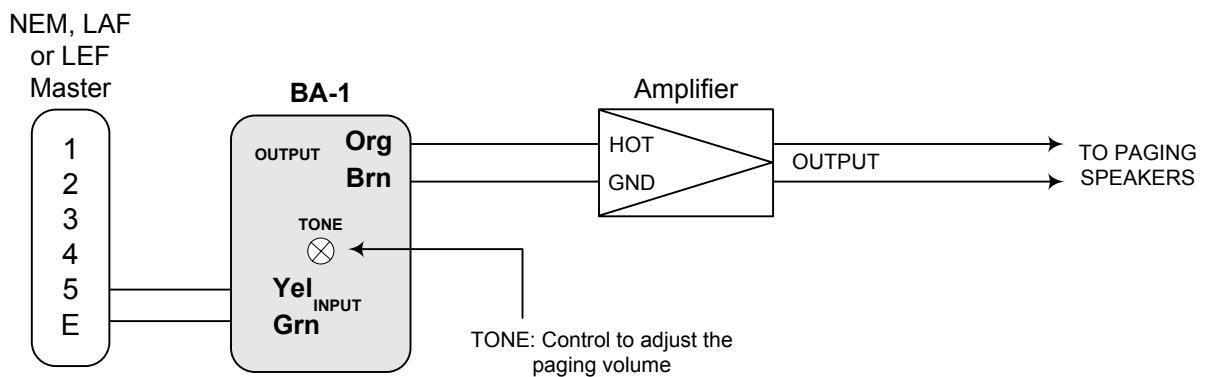 NEM, LAF
or LEF
Master
1
2
3
4
5
E
BA-1
OUTPUT
Org
Brn
TONE
Yel
INPUT
Grn
Amplifier
HOT
GND
OUTPUT
TO PAGING
SPEAKERS
TONE: Control to adjust the
paging volume